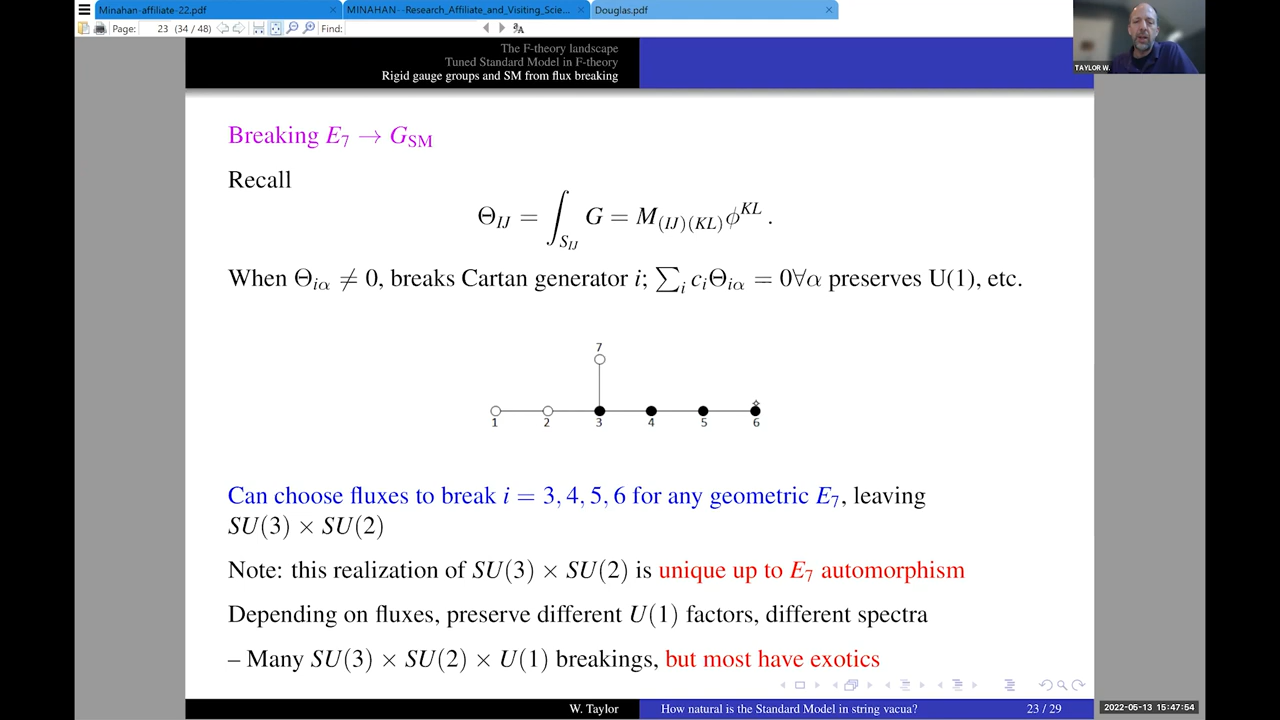 Minahan-affiliate-22.pdf
MINAHAN--Research_Affiliate_and_Visiting_Scie...
Douglas.pdf
Page: 23 (34 / 48) Find:
TAYLOR W.
The F-theory landscape
Tuned Standard Model in F-theory
Rigid gauge groups and SM from flux breaking
Breaking E₇ → G_SM
Recall
Θ_IJ = ∫_{S_IJ} G = M_(IJ)(KL) ϕ^KL .
When Θ_iα ≠ 0, breaks Cartan generator i; ∑_i c_iΘ_iα = 0∀α preserves U(1), etc.
7
1 2 3 4 5 6
Can choose fluxes to break i = 3, 4, 5, 6 for any geometric E₇, leaving
SU(3) × SU(2)
Note: this realization of SU(3) × SU(2) is unique up to E₇ automorphism
Depending on fluxes, preserve different U(1) factors, different spectra
– Many SU(3) × SU(2) × U(1) breakings, but most have exotics
W. Taylor How natural is the Standard Model in string vacua? 23 / 29
2022-05-13 15:47:54